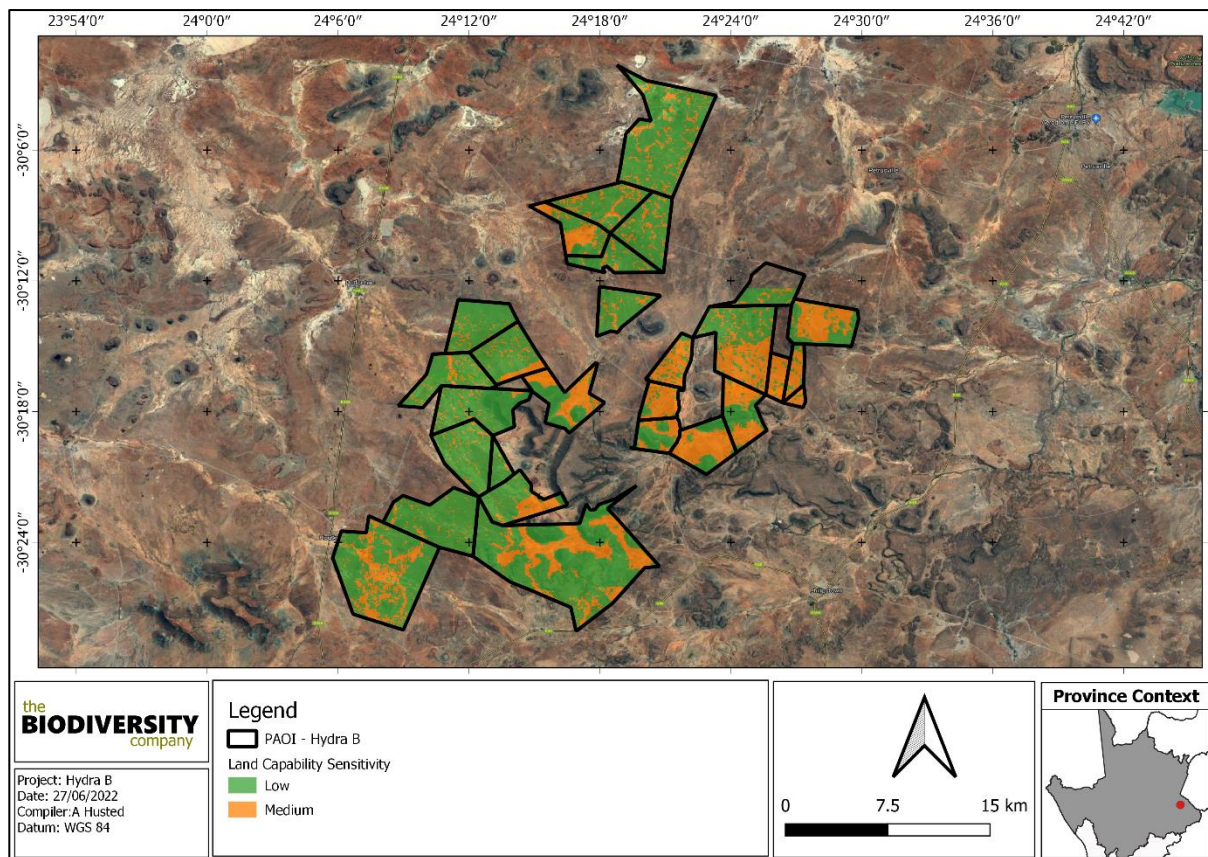 23°54′0″ 24°0′0″ 24°6′0″ 24°12′0″ 24°18′6″ 24°24′0″ 24°30′0″ 24°36′0″ 24°42′0″
-30°6′0″
-30°12′0″
-30°18′0″
-30°24′0″
Petrusville
the
BIODIVERSITY
company
Project: Hydra B
Date: 27/06/2022
Compiler:A Husted
Datum: WGS 84
Legend
PAOI - Hydra B
Land Capability Sensitivity
Low
Medium
0 7.5 15 km
Province Context